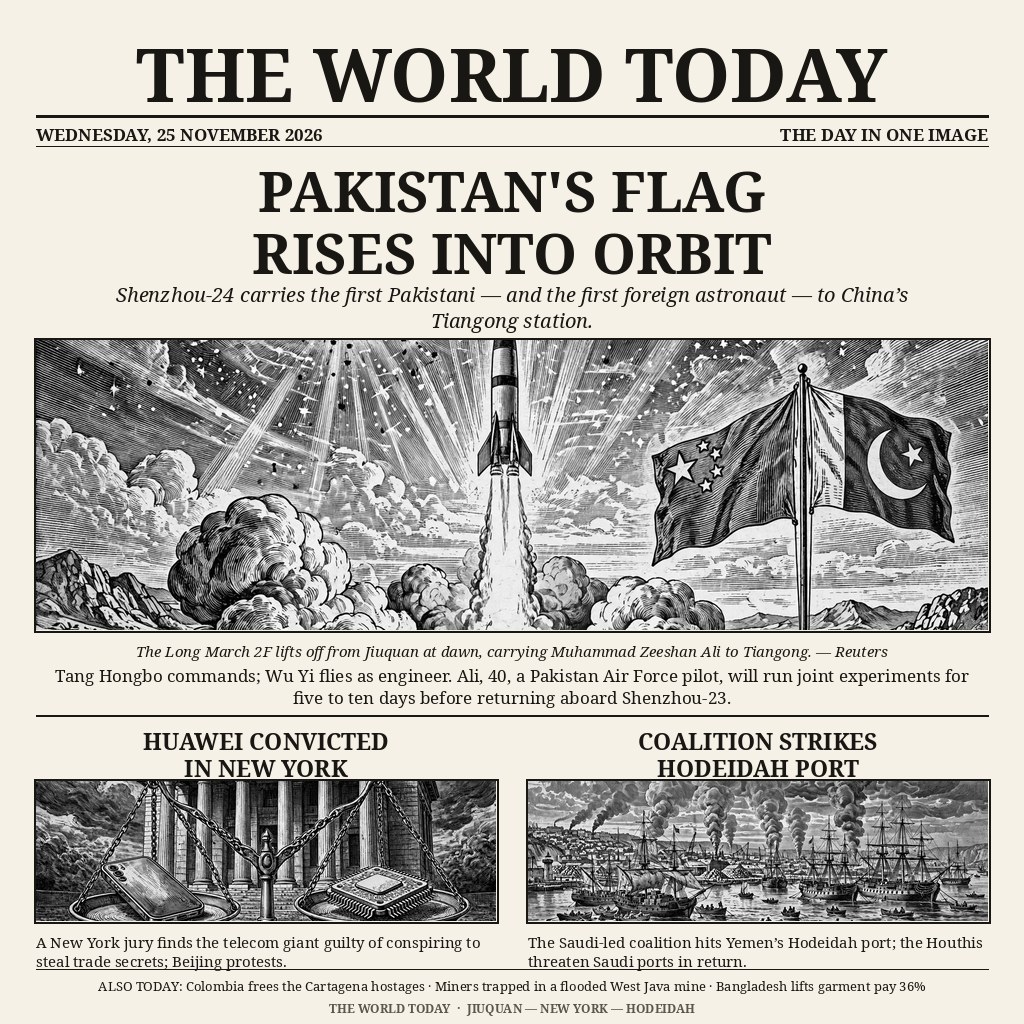 THE WORLD TODAY
WEDNESDAY, 25 NOVEMBER 2026
THE DAY IN ONE IMAGE
PAKISTAN'S FLAG
RISES INTO ORBIT
Shenzhou-24 carries the first Pakistani — and the first foreign astronaut — to China’s
Tiangong station.
The Long March 2F lifts off from Jiuquan at dawn, carrying Muhammad Zeeshan Ali to Tiangong. — Reuters
Tang Hongbo commands; Wu Yi flies as engineer. Ali, 40, a Pakistan Air Force pilot, will run joint experiments for
five to ten days before returning aboard Shenzhou-23.
HUAWEI CONVICTED
IN NEW YORK
A New York jury finds the telecom giant guilty of conspiring to
steal trade secrets; Beijing protests.
COALITION STRIKES
HODEIDAH PORT
The Saudi-led coalition hits Yemen’s Hodeidah port; the Houthis
threaten Saudi ports in return.
ALSO TODAY: Colombia frees the Cartagena hostages · Miners trapped in a flooded West Java mine · Bangladesh lifts garment pay 36%
THE WORLD TODAY · JIUQUAN — NEW YORK — HODEIDAH